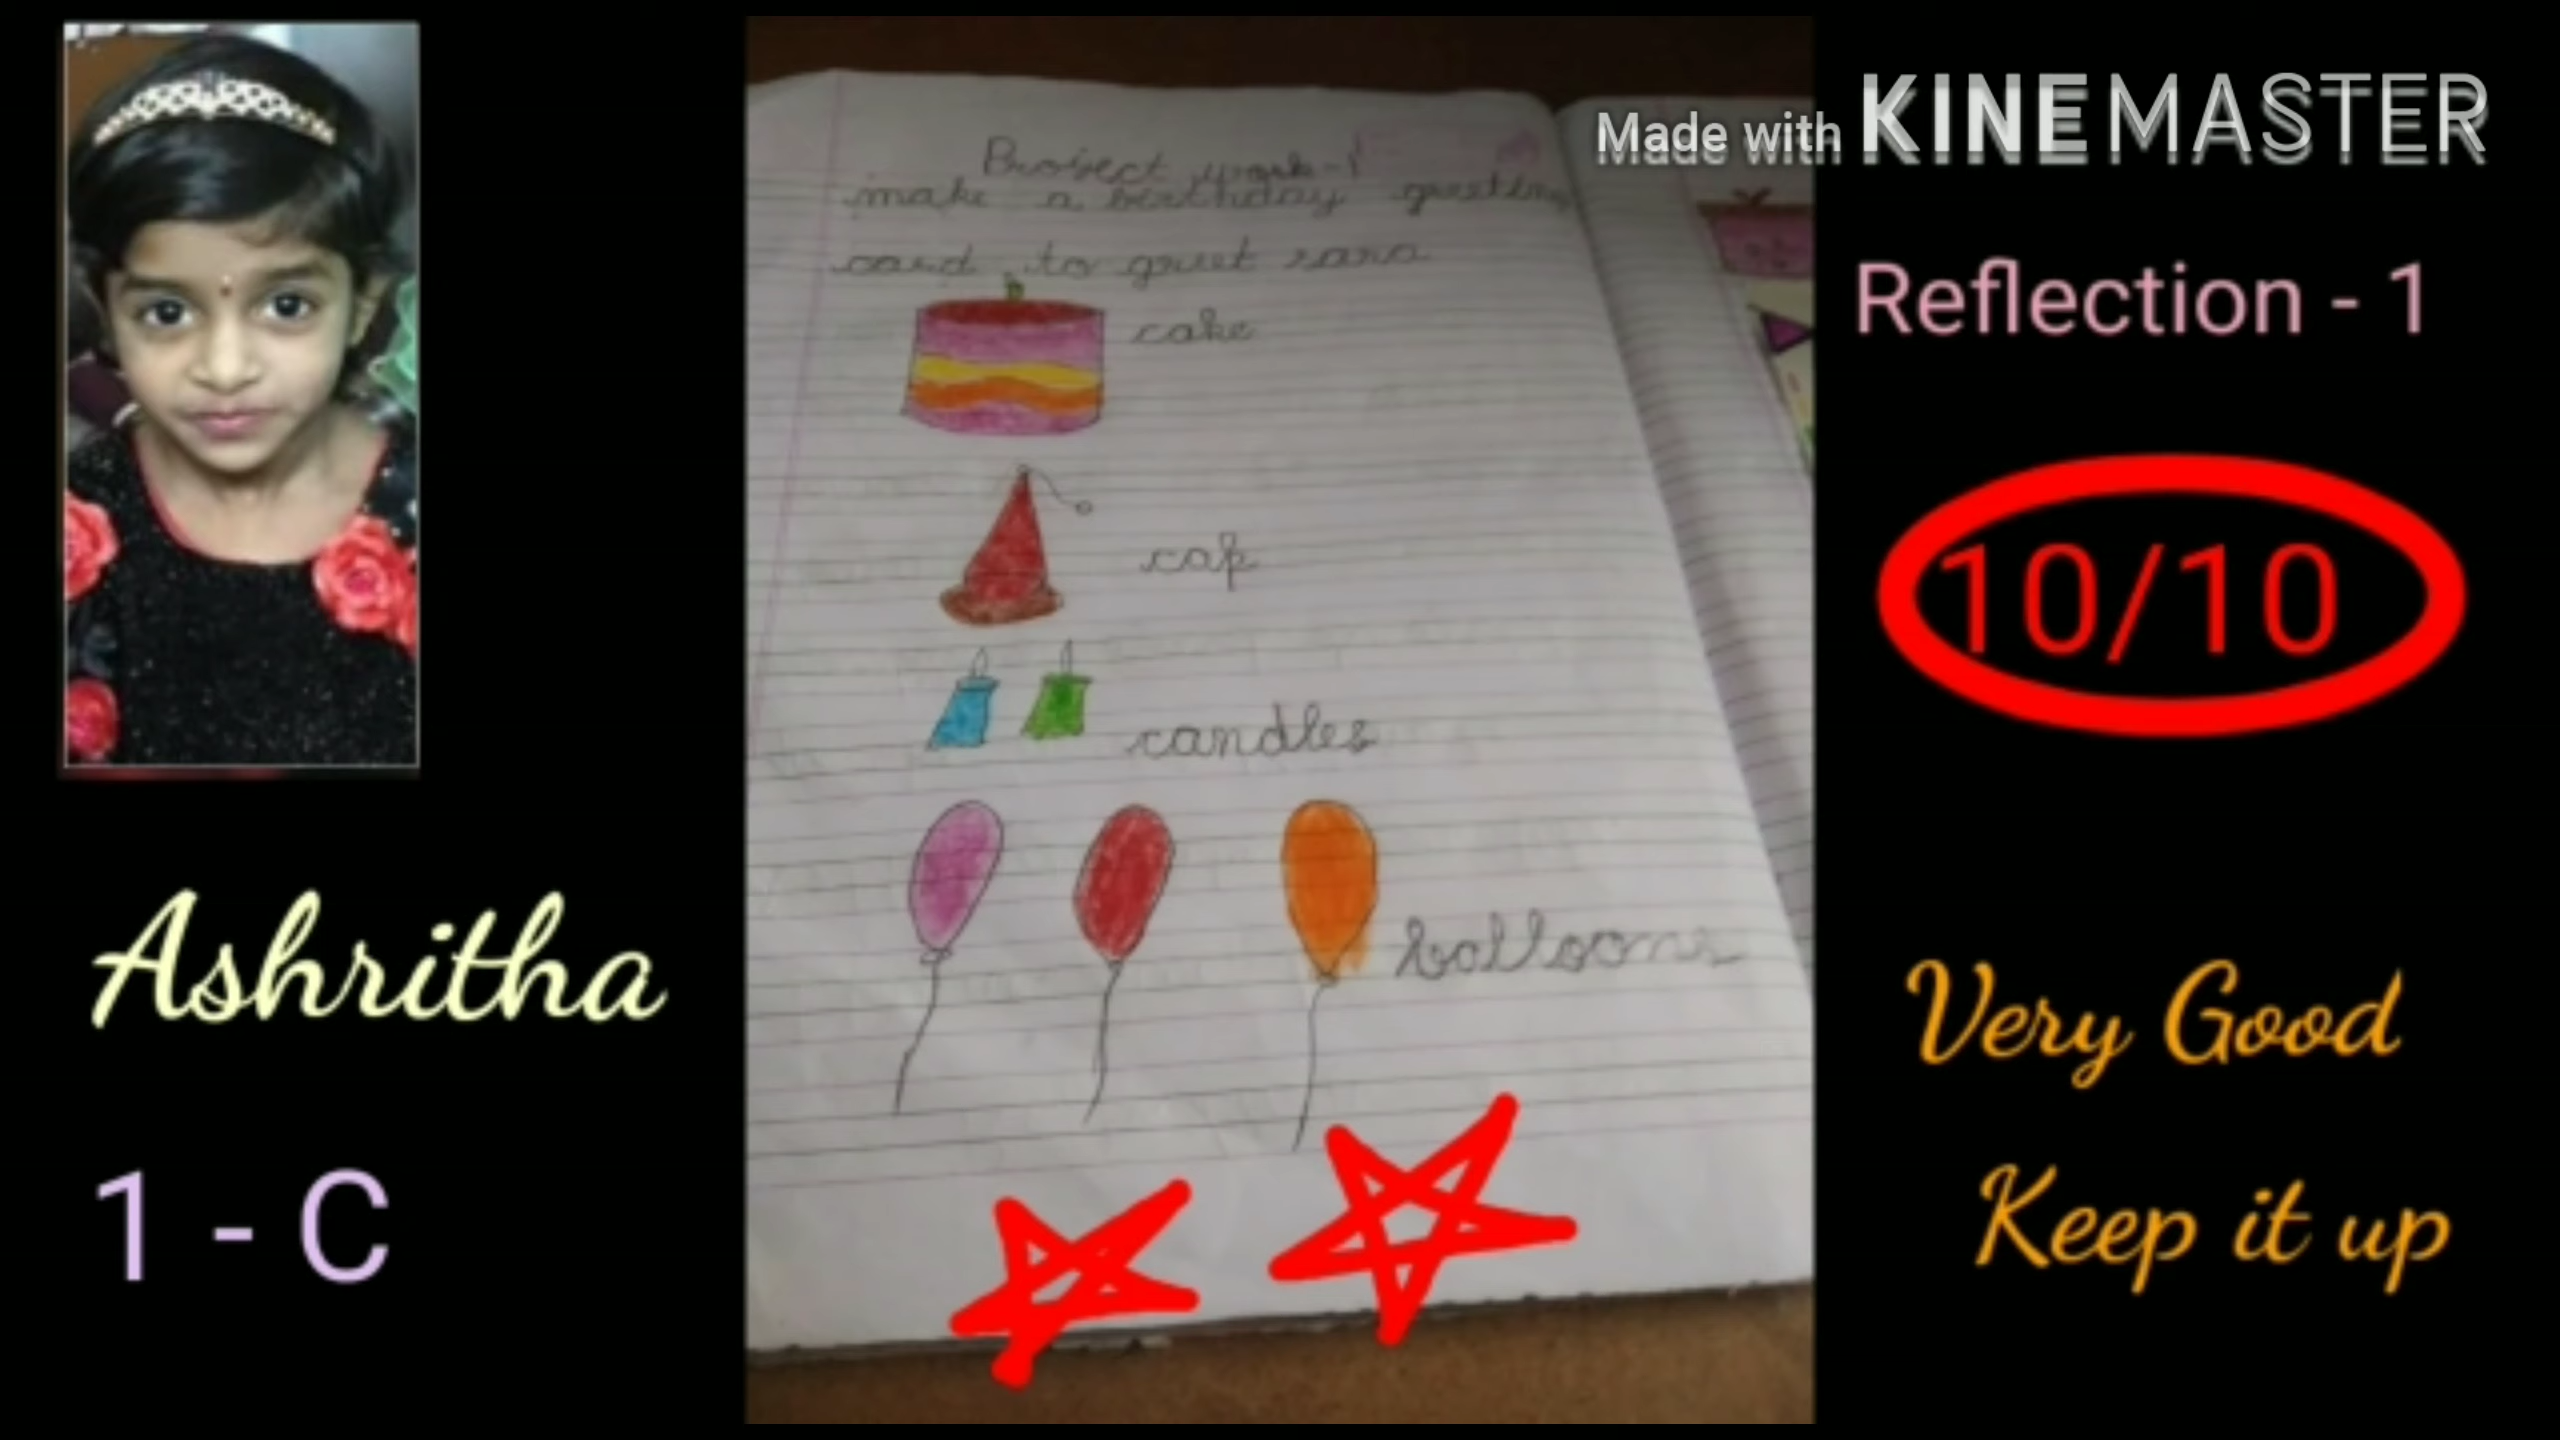 Made with KINEMASTER
Project work-1
make a birthday greeting
card to greet sara
cake
cap
candles
balloons
Reflection - 1
10/10
Ashritha
1 - C
Very Good
Keep it up